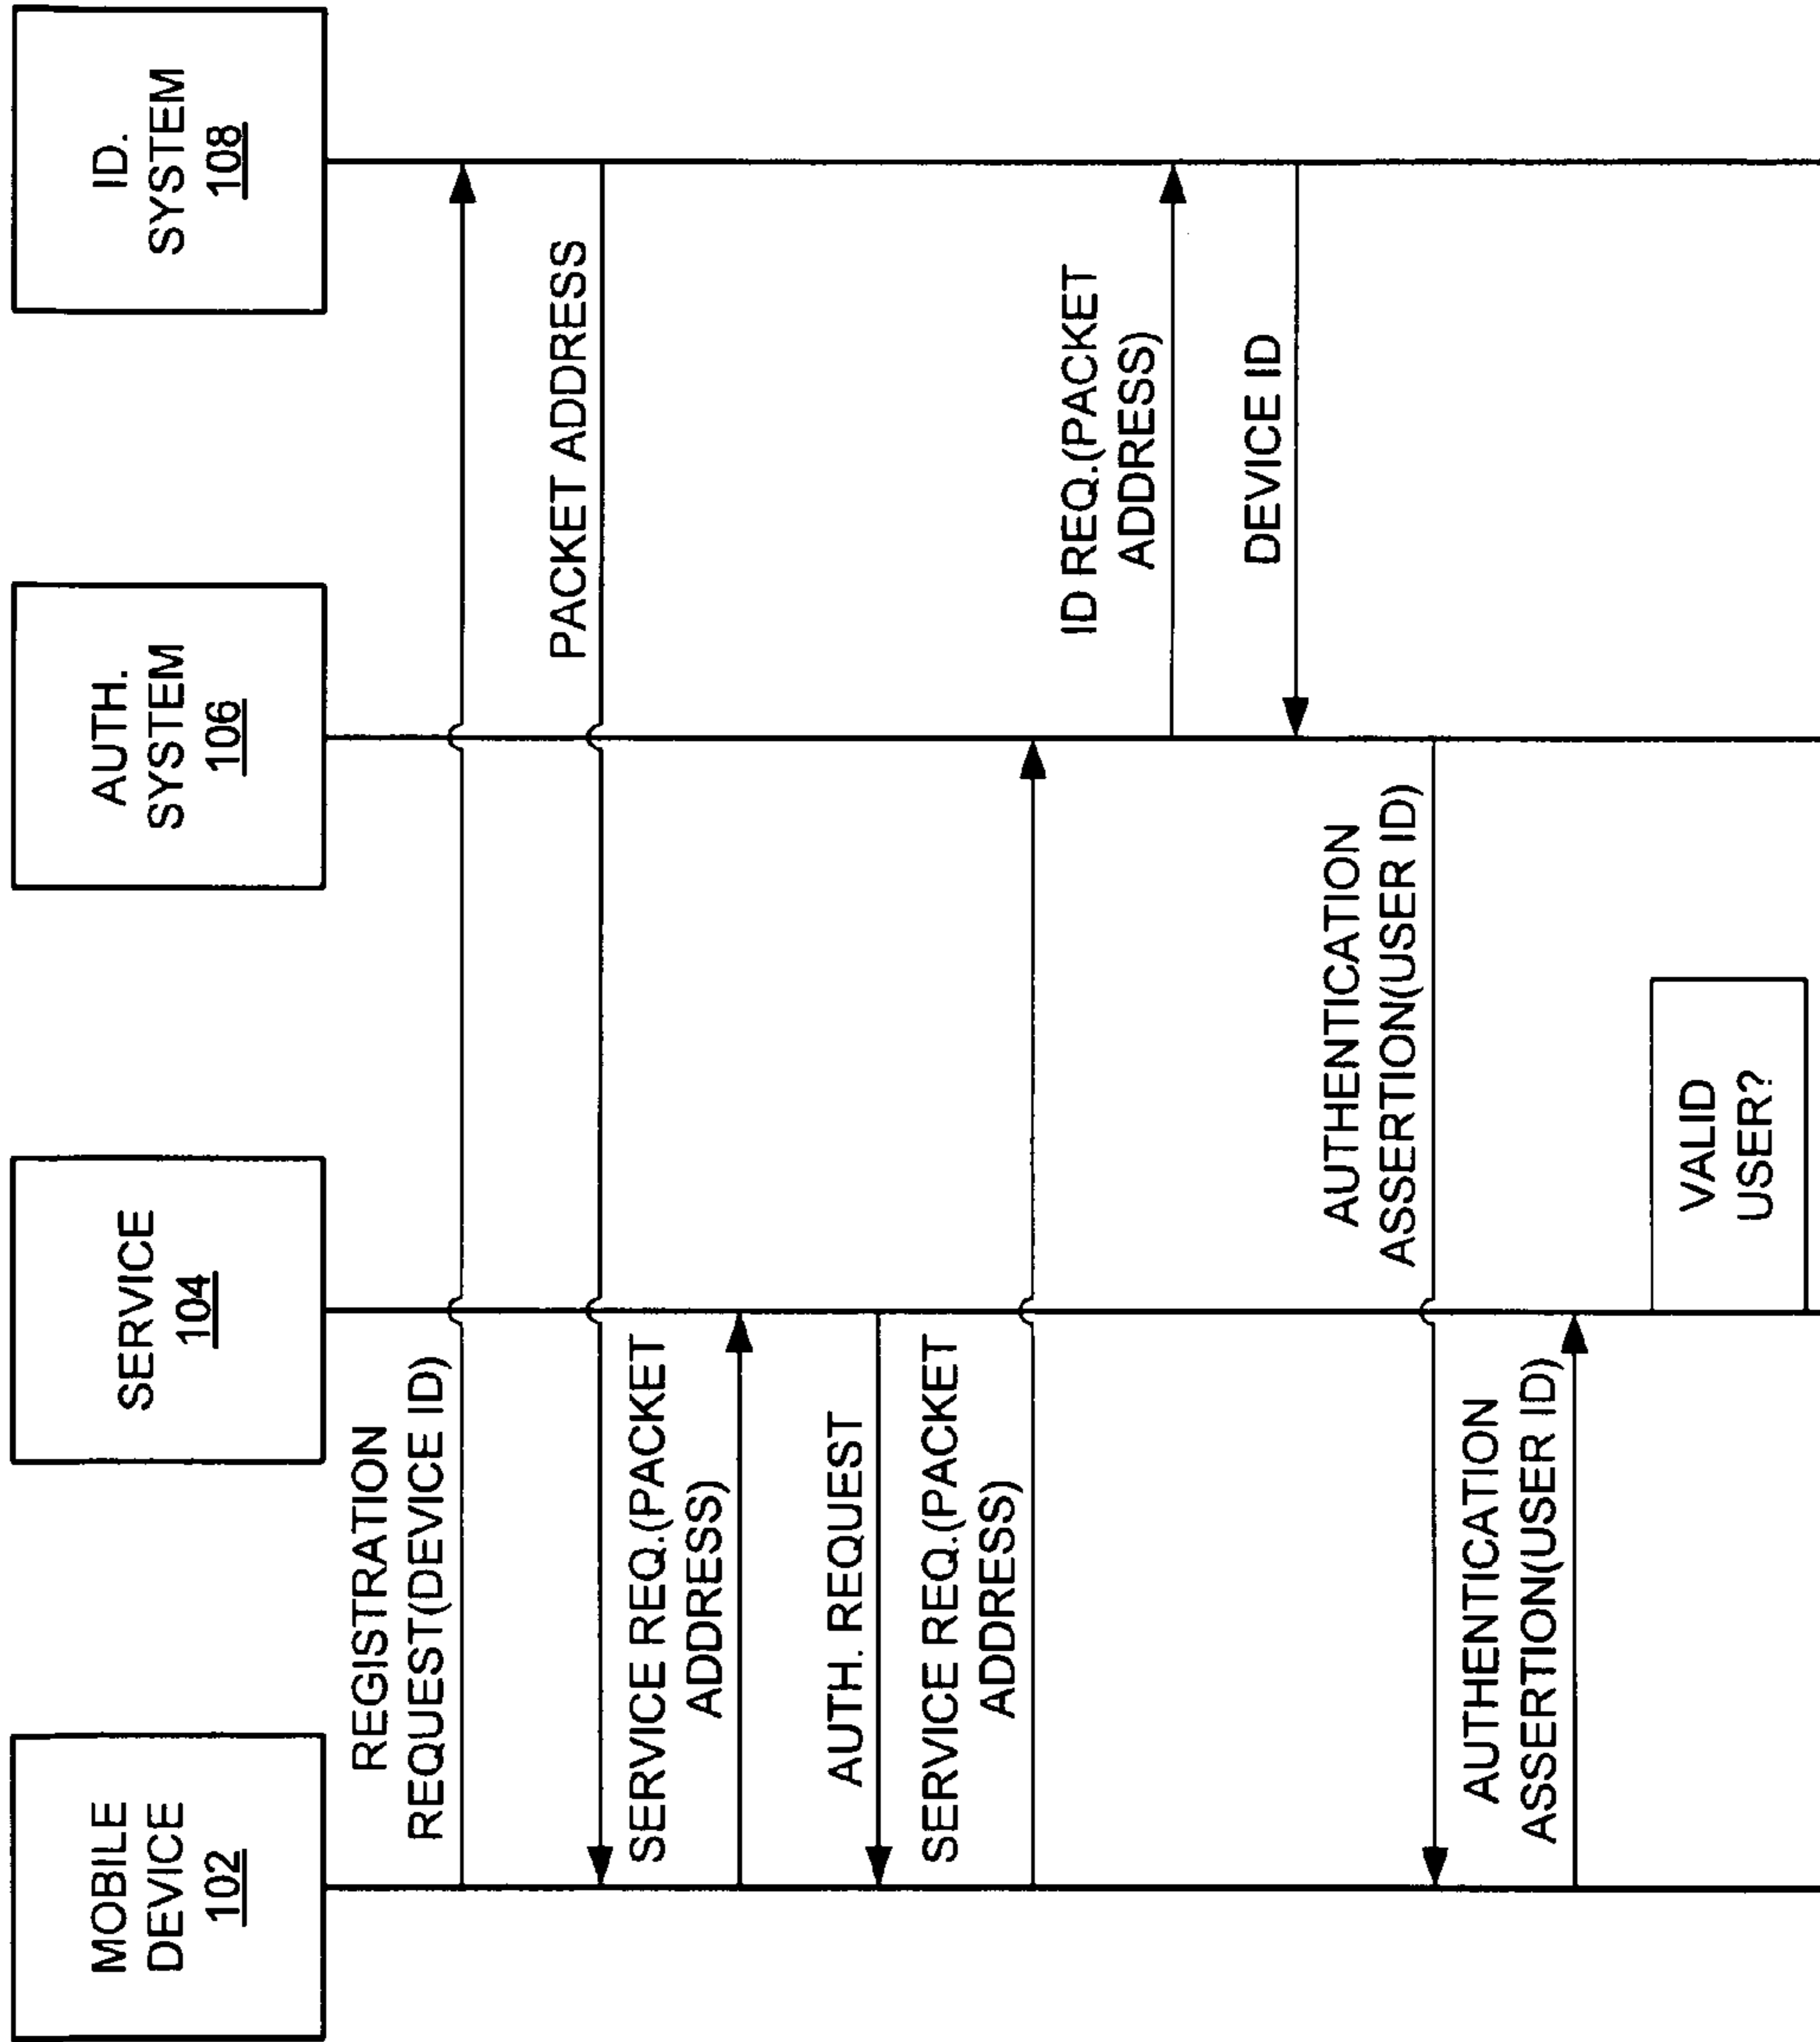 MOBILE
DEVICE
102
SERVICE
104
AUTH.
SYSTEM
106
ID.
SYSTEM
108
REGISTRATION
REQUEST(DEVICE ID)
PACKET ADDRESS
SERVICE REQ.(PACKET
ADDRESS)
AUTH. REQUEST
SERVICE REQ.(PACKET
ADDRESS)
ID REQ.(PACKET
ADDRESS)
DEVICE ID
AUTHENTICATION
ASSERTION(USER ID)
AUTHENTICATION
ASSERTION(USER ID)
VALID
USER?